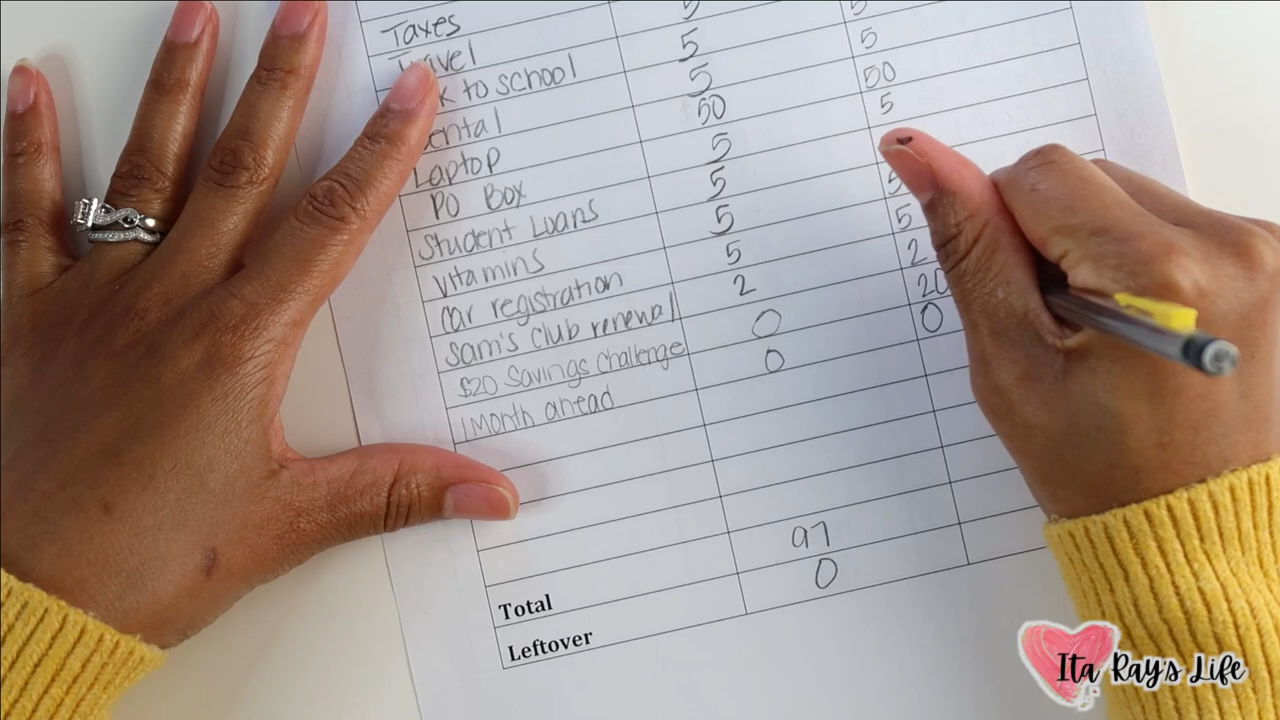 Taxes
Travel 5 5
k to school 5 5
ental 5 50
Laptop 50 5
PO Box 5
Student Loans 5 5
Vitamins 5 5
Car registration 5 2
Sam's Club renewal 2 20
$20 Savings Challenge 0 0
1 Month ahead 0
Total 97
Leftover 0
Ita Ray's Life